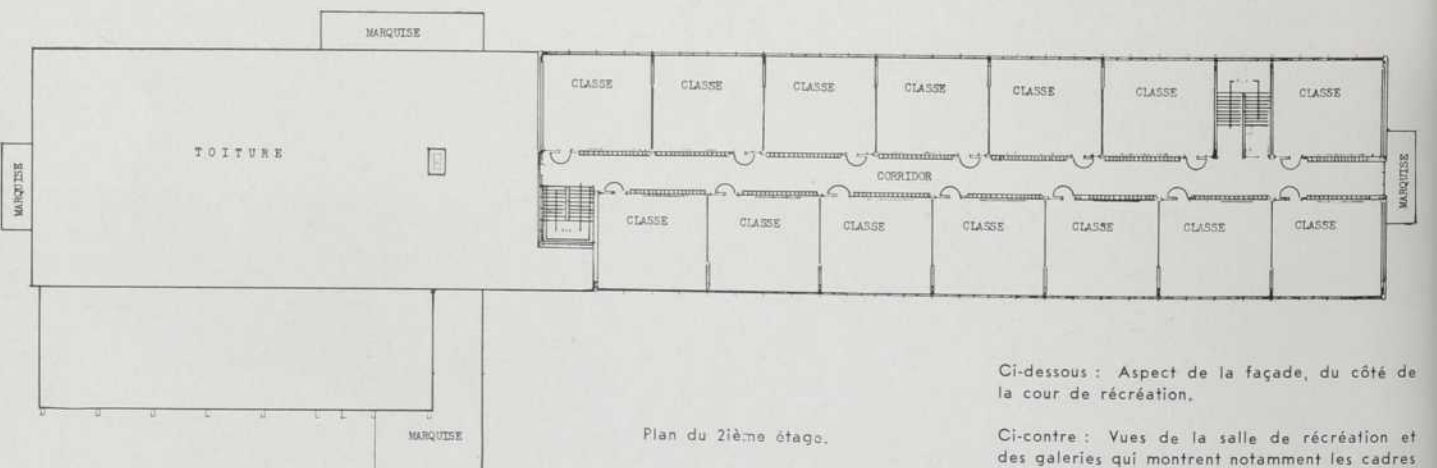 MARQUISE
CLASSE CLASSE CLASSE CLASSE CLASSE CLASSE CLASSE
TOITURE
MARQUISE
CORRIDOR
MARQUISE
CLASSE CLASSE CLASSE CLASSE CLASSE CLASSE CLASSE
MARQUISE
Plan du 2ième étage.
Ci-dessous : Aspect de la façade, du côté de
la cour de récréation.
Ci-contre : Vues de la salle de récréation et
des galeries qui montrent notamment les cadres